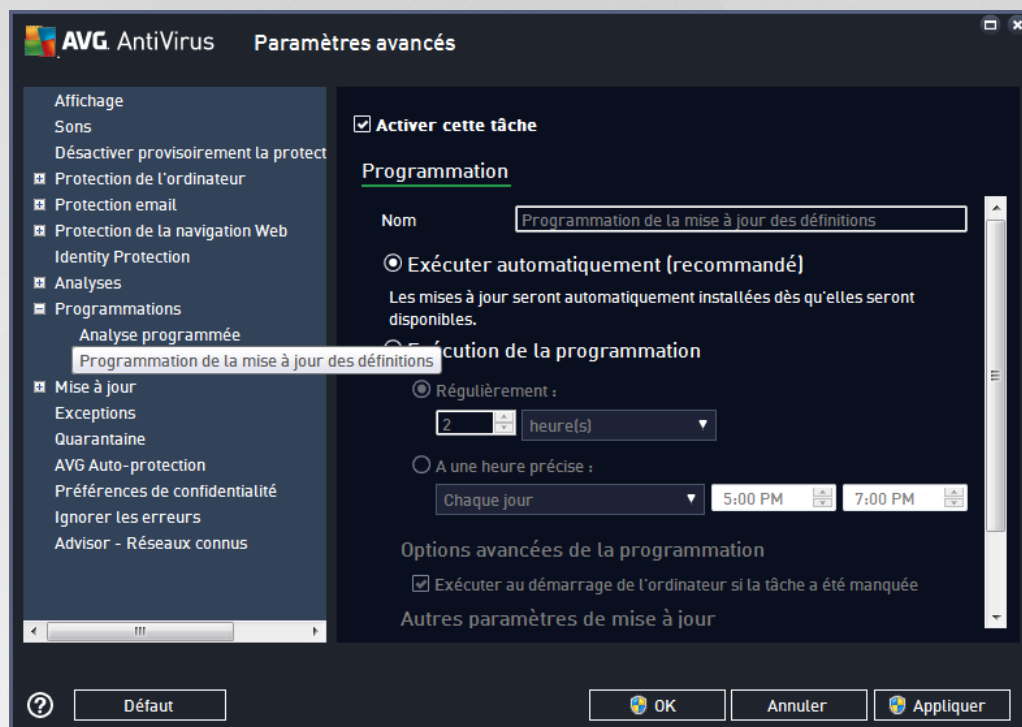 AVG. AntiVirus Paramètres avancés
Affichage
Sons
Désactiver provisoirement la protect
Protection de l'ordinateur
Protection email
Protection de la navigation Web
Identity Protection
Analyses
Programmations
Analyse programmée
Programmation de la mise à jour des définitions
Mise à jour
Exceptions
Quarantaine
AVG Auto-protection
Préférences de confidentialité
Ignorer les erreurs
Advisor - Réseaux connus
Activer cette tâche
Programmation
Nom Programmation de la mise à jour des définitions
Exécuter automatiquement (recommandé)
Les mises à jour seront automatiquement installées dès qu'elles seront
disponibles.
Exécution de la programmation
Régulièrement :
2 heure(s)
A une heure précise :
Chaque jour 5:00 PM 7:00 PM
Options avancées de la programmation
Exécuter au démarrage de l'ordinateur si la tâche a été manquée
Autres paramètres de mise à jour
? Défaut OK Annuler Appliquer